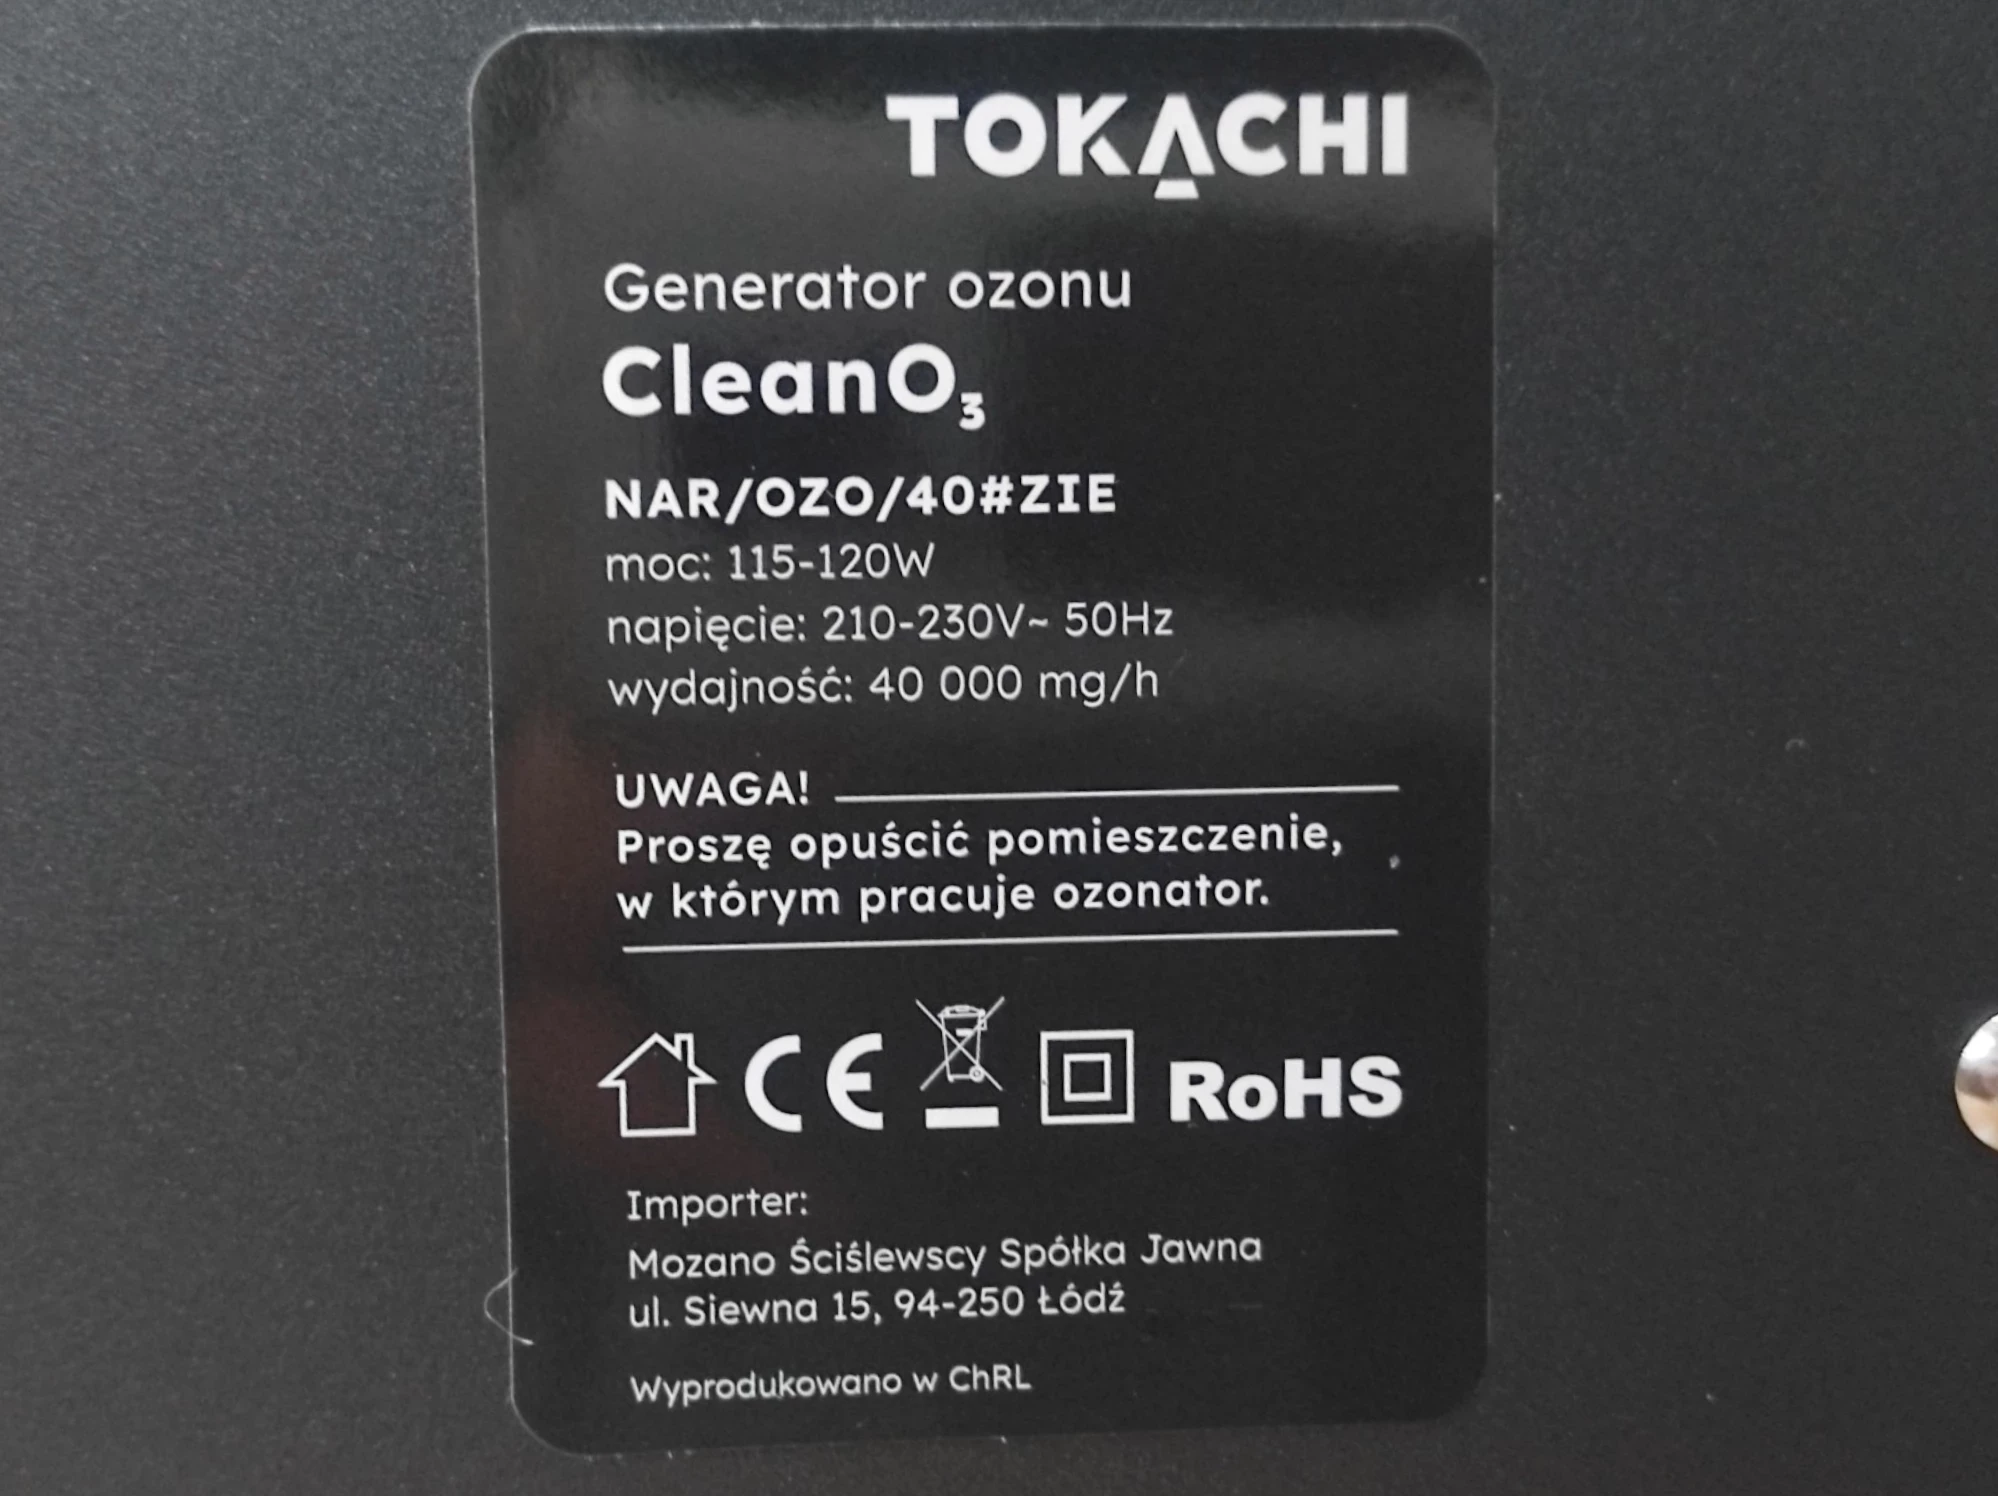 TOKACHI
Generator ozonu
CleanO₃
NAR/OZO/40#ZIE
moc: 115-120W
napięcie: 210-230V~ 50Hz
wydajność: 40 000 mg/h
UWAGA!
Proszę opuścić pomieszczenie,
w którym pracuje ozonator.
CE RoHS
Importer:
Mozano Ściślewscy Spółka Jawna
ul. Siewna 15, 94-250 Łódź
Wyprodukowano w ChRL